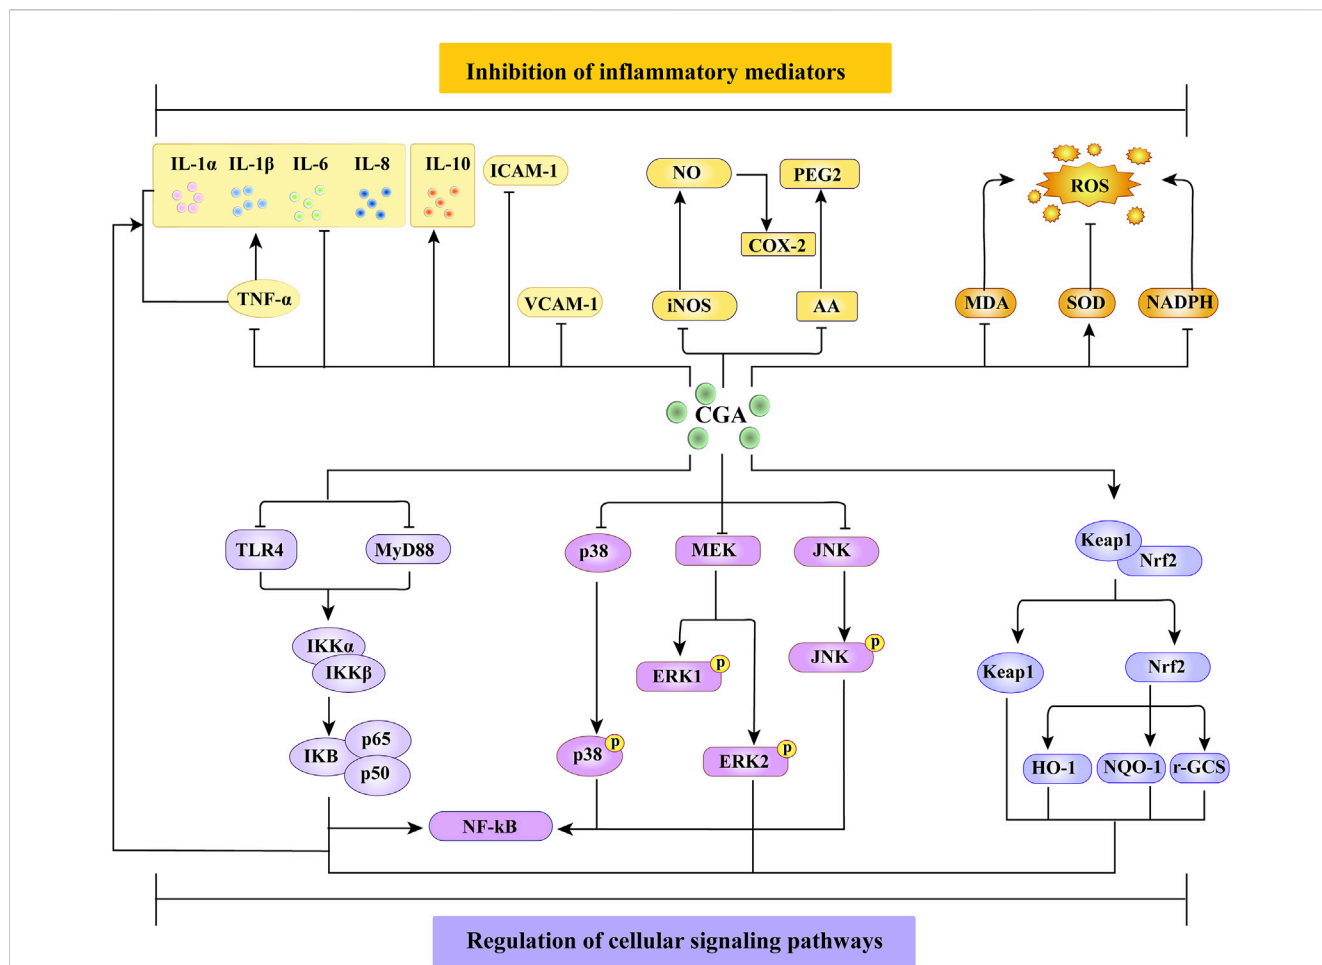 Inhibition of inflammatory mediators
IL-1α IL-1β IL-6 IL-8 IL-10 ICAM-1
NO PEG2
ROS
COX-2
TNF-α VCAM-1 iNOS AA MDA SOD NADPH
CGA
TLR4 MyD88 p38 MEK JNK Keap1
Nrf2
IKKα
IKKβ
ERK1 p
JNK p
Keap1 Nrf2
IKB p65
p50
p38 p
ERK2 p
HO-1 NQO-1 r-GCS
NF-kB
Regulation of cellular signaling pathways